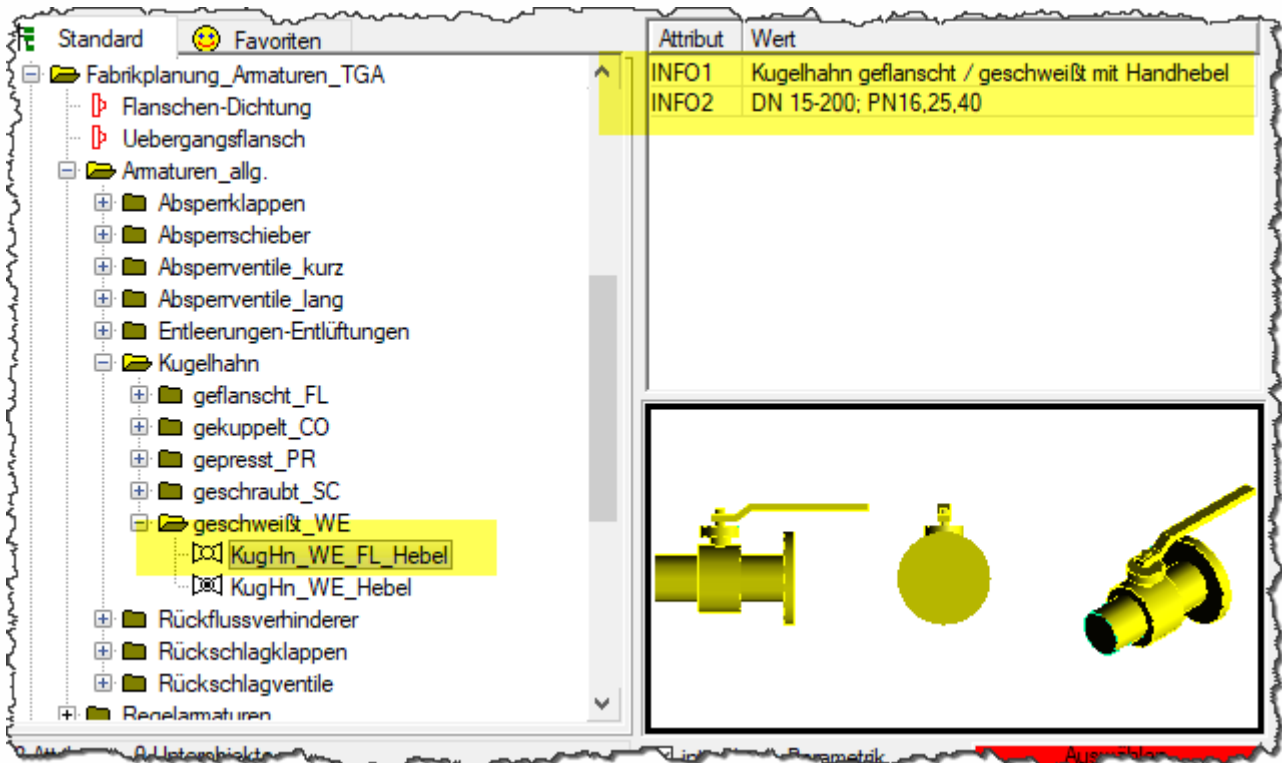 Standard
Favoriten
Fabrikplanung_Armaturen_TGA
Flanschen-Dichtung
Uebergangsflansch
Armaturen_allg.
Absperrklappen
Absperrschieber
Absperrventile_kurz
Absperrventile_lang
Entleerungen-Entlüftungen
Kugelhahn
geflanscht_FL
gekuppelt_CO
gepresst_PR
geschraubt_SC
geschweißt_WE
KugHn_WE_FL_Hebel
KugHn_WE_Hebel
Rückflussverhinderer
Rückschlagklappen
Rückschlagventile
Regelarmaturen
Attribut Wert
INFO1 Kugelhahn geflanscht / geschweißt mit Handhebel
INFO2 DN 15-200; PN16,25,40